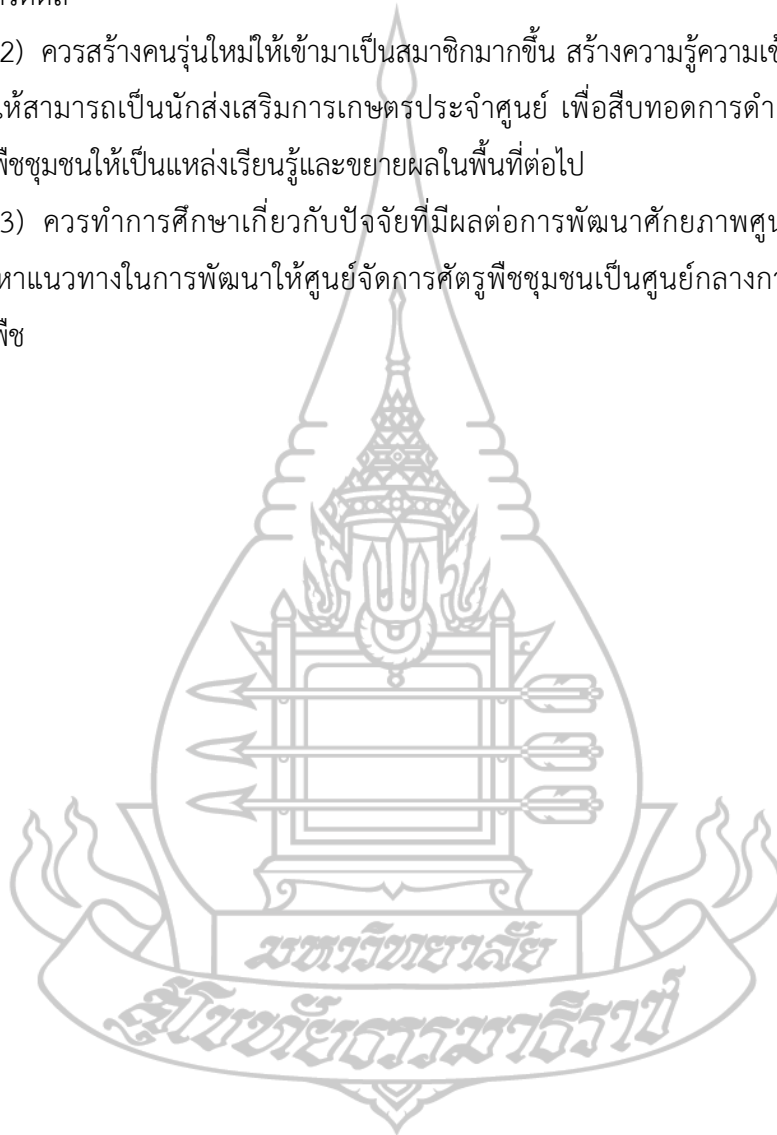 2) ควรสร้างคนรุ่นใหม่ให้เข้ามาเป็นสมาชิกมากขึ้น สร้างความรู้ความเข้
ให้สามารถเป็นนักส่งเสริมการเกษตรประจำศูนย์ เพื่อสืบทอดการดำ
พืชชุมชนให้เป็นแหล่งเรียนรู้และขยายผลในพื้นที่ต่อไป
3) ควรทำการศึกษาเกี่ยวกับปัจจัยที่มีผลต่อการพัฒนาศักยภาพศูน
หาแนวทางในการพัฒนาให้ศูนย์จัดการศัตรูพืชชุมชนเป็นศูนย์กลางกา
พืช
มหาวิทยาลัย
สุโขทัยธรรมาธิราช